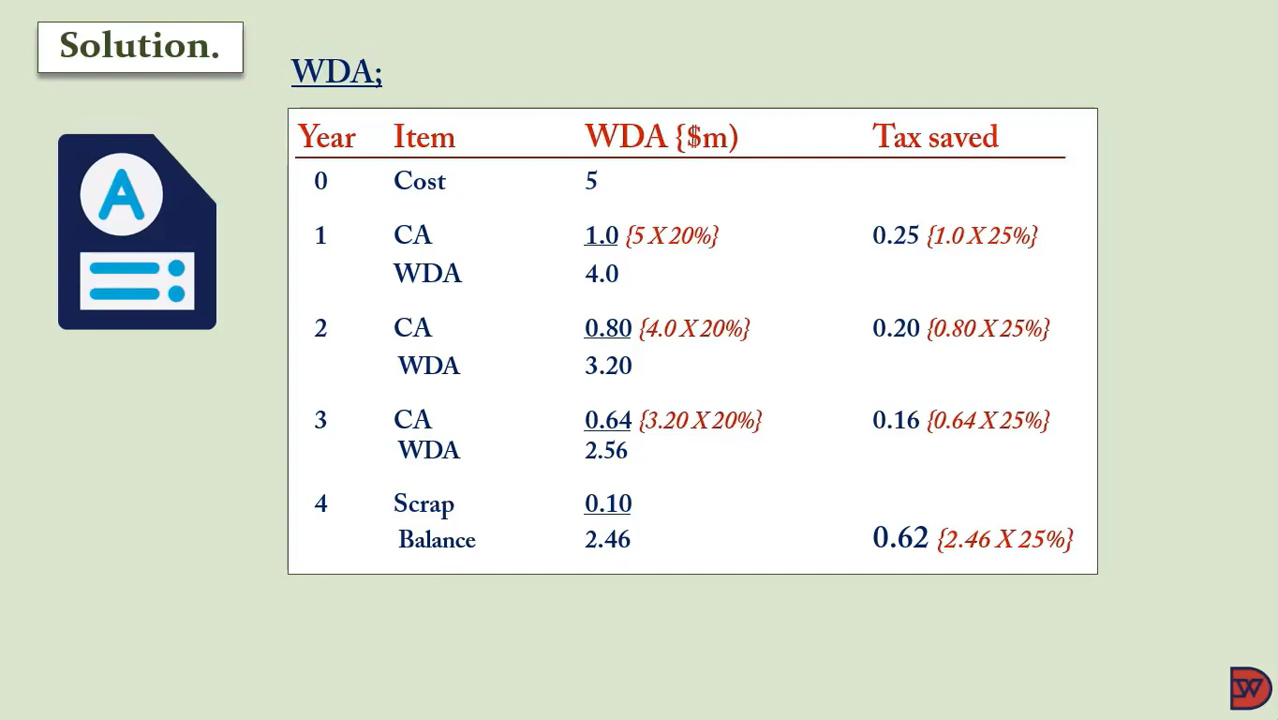 Solution.
WDA;
Year Item WDA {$m) Tax saved
0 Cost 5
1 CA 1.0 {5 X 20%} 0.25 {1.0 X 25%}
WDA 4.0
2 CA 0.80 {4.0 X 20%} 0.20 {0.80 X 25%}
WDA 3.20
3 CA 0.64 {3.20 X 20%} 0.16 {0.64 X 25%}
WDA 2.56
4 Scrap 0.10
Balance 2.46 0.62 {2.46 X 25%}
A
DW